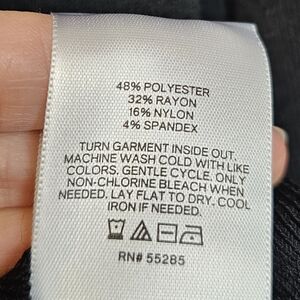 48% POLYESTER
32% RAYON
16% NYLON
4% SPANDEX
TURN GARMENT INSIDE OUT.
MACHINE WASH COLD WITH LIKE
COLORS. GENTLE CYCLE. ONLY
NON-CHLORINE BLEACH WHEN
NEEDED. LAY FLAT TO DRY. COOL
IRON IF NEEDED.
RN# 55285